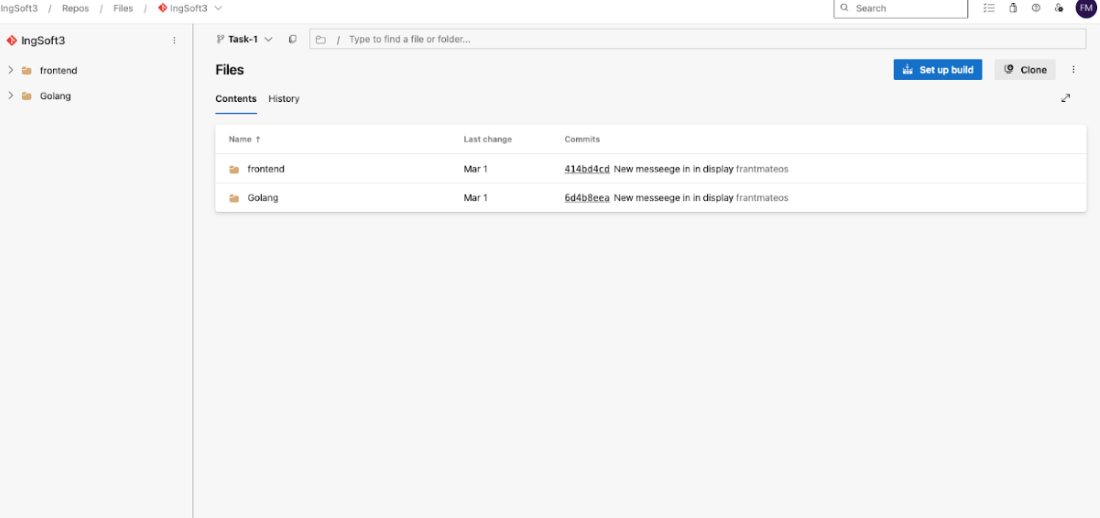 IngSoft3 / Repos / Files / IngSoft3
Search
FM
IngSoft3
frontend
Golang
Task-1
/ Type to find a file or folder...
Files
Set up build
Clone
Contents History
Name ↑ Last change Commits
frontend Mar 1 414bd4cd New messeege in in display frantmateos
Golang Mar 1 6d4b8eea New messeege in in display frantmateos